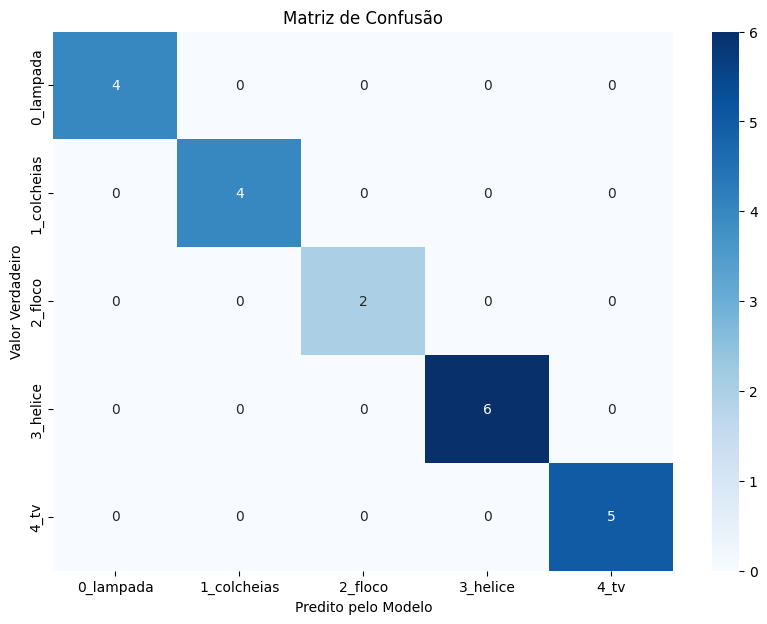 Matriz de Confusão
Valor Verdadeiro
0_lampada
4 0 0 0 0
1_colcheias
0 4 0 0 0
2_floco
0 0 2 0 0
3_helice
0 0 0 6 0
4_tv
0 0 0 0 5
0_lampada 1_colcheias 2_floco 3_helice 4_tv
Predito pelo Modelo
6
5
4
3
2
1
0